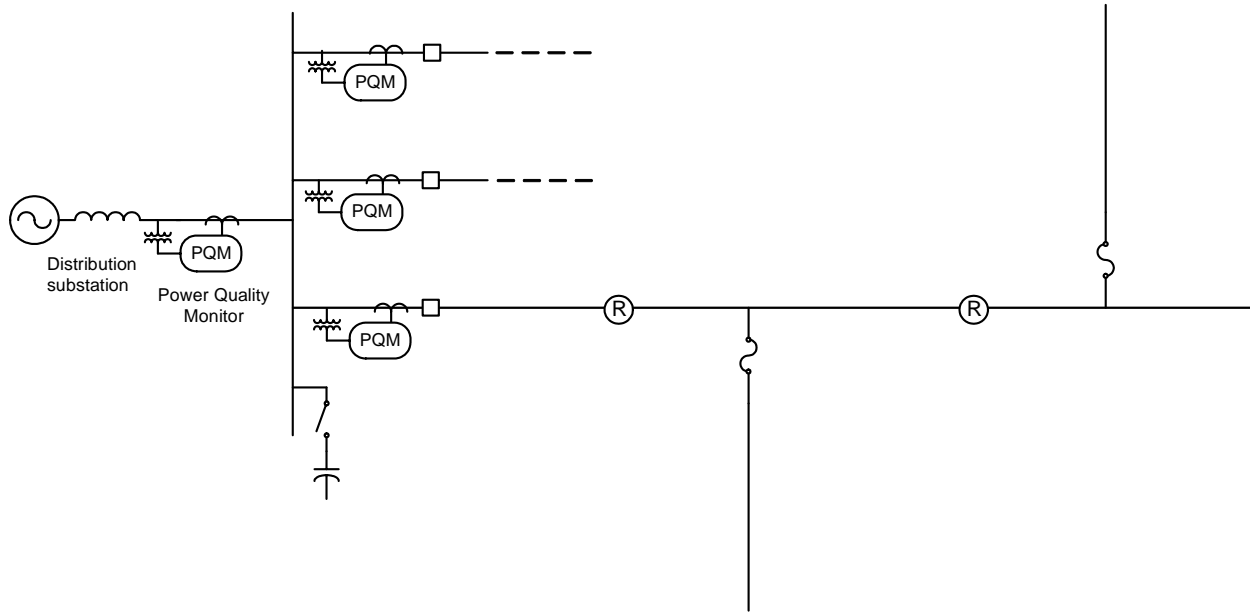 PQM
PQM
PQM
Distribution
substation
Power Quality
Monitor
R
R
PQM